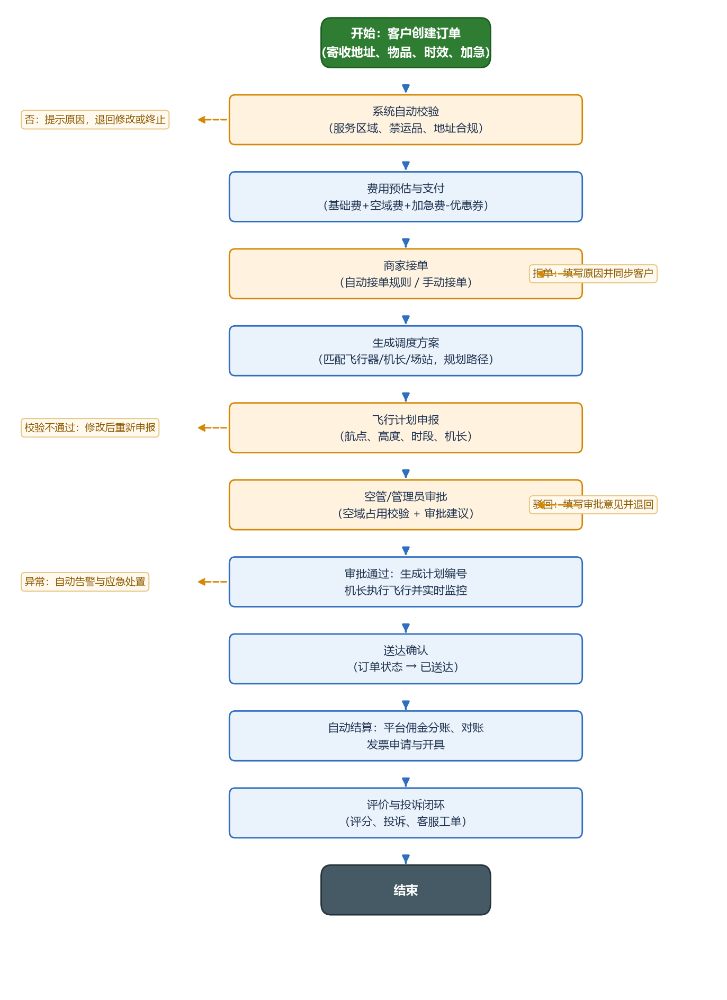 开始：客户创建订单
（寄收地址、物品、时效、加急）
系统自动校验
（服务区域、禁运品、地址合规）
否：提示原因，退回修改或终止
费用预估与支付
（基础费+空域费+加急费-优惠券）
商家接单
（自动接单规则 / 手动接单）
拒单：填写原因并同步客户
生成调度方案
（匹配飞行器/机长/场站，规划路径）
飞行计划申报
（航点、高度、时段、机长）
校验不通过：修改后重新申报
空管/管理员审批
（空域占用校验 + 审批建议）
驳回：填写审批意见并退回
审批通过：生成计划编号
机长执行飞行并实时监控
异常：自动告警与应急处置
送达确认
（订单状态 → 已送达）
自动结算：平台佣金分账、对账
发票申请与开具
评价与投诉闭环
（评分、投诉、客服工单）
结束